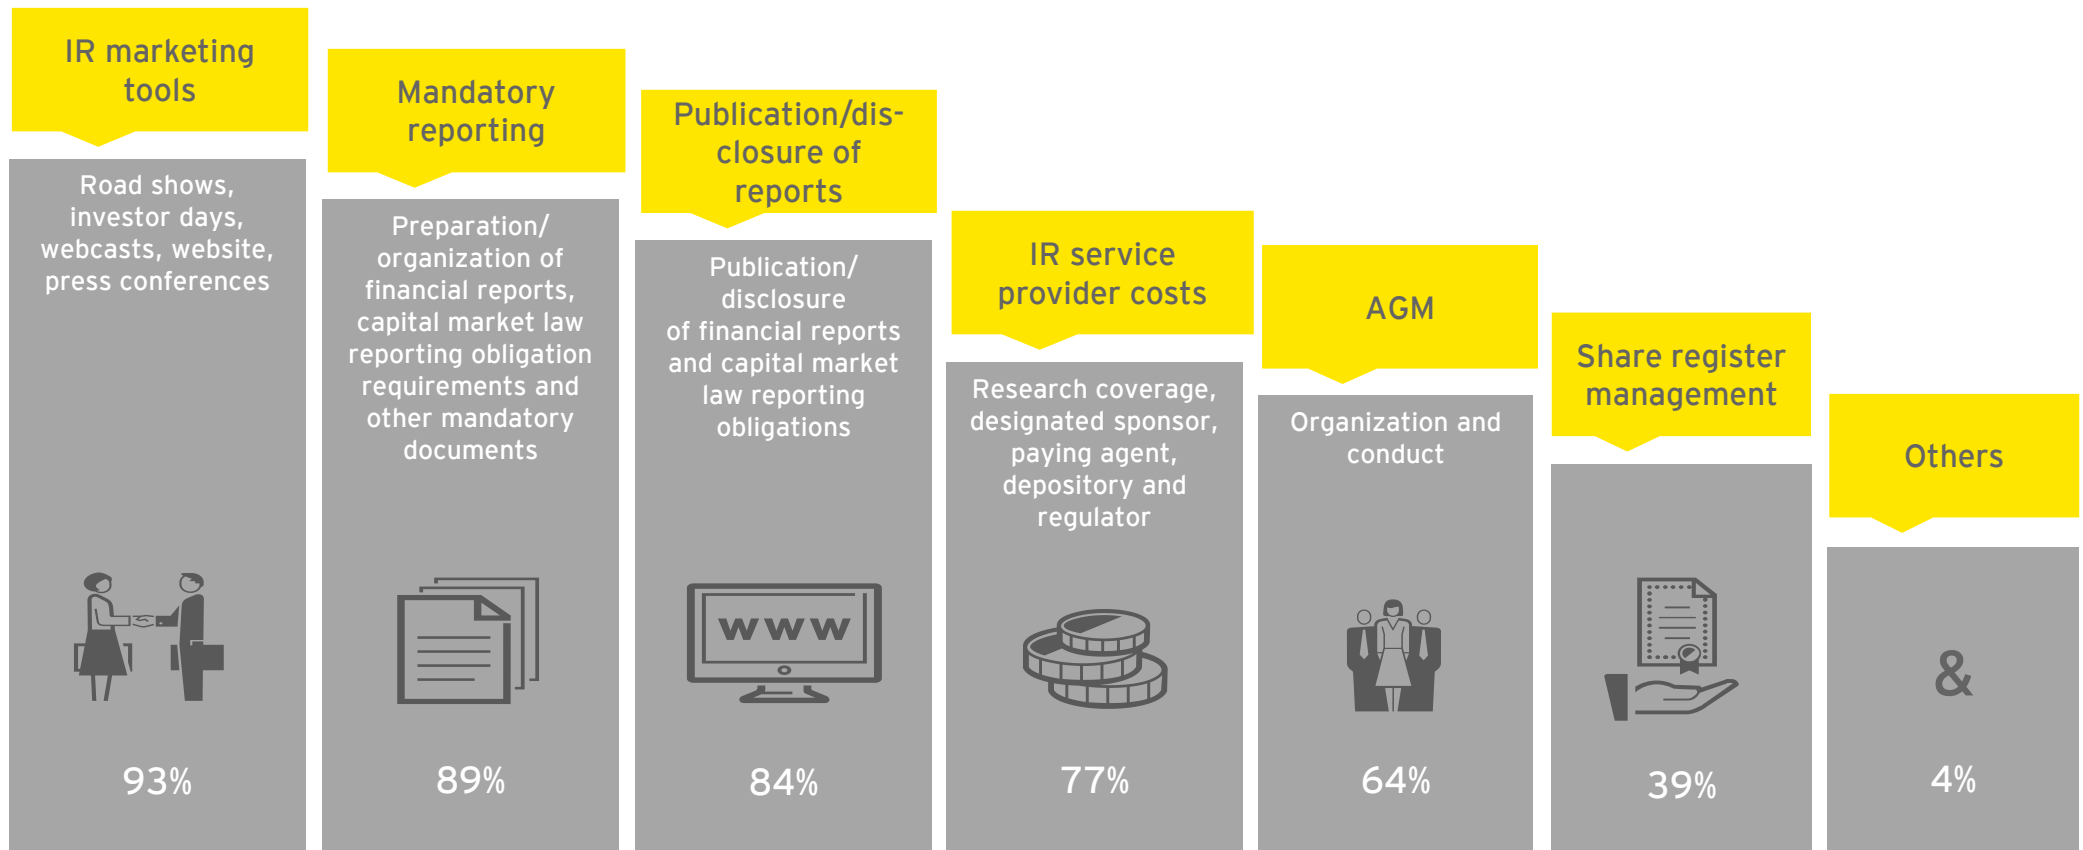 IR marketing
tools
Road shows,
investor days,
webcasts, website,
press conferences
93%
Mandatory
reporting
Preparation/
organization of
financial reports,
capital market law
reporting obligation
requirements and
other mandatory
documents
89%
Publication/dis-
closure of
reports
Publication/
disclosure
of financial reports
and capital market
law reporting
obligations
www
84%
IR service
provider costs
Research coverage,
designated sponsor,
paying agent,
depository and
regulator
77%
AGM
Organization and
conduct
64%
Share register
management
39%
Others
&
4%